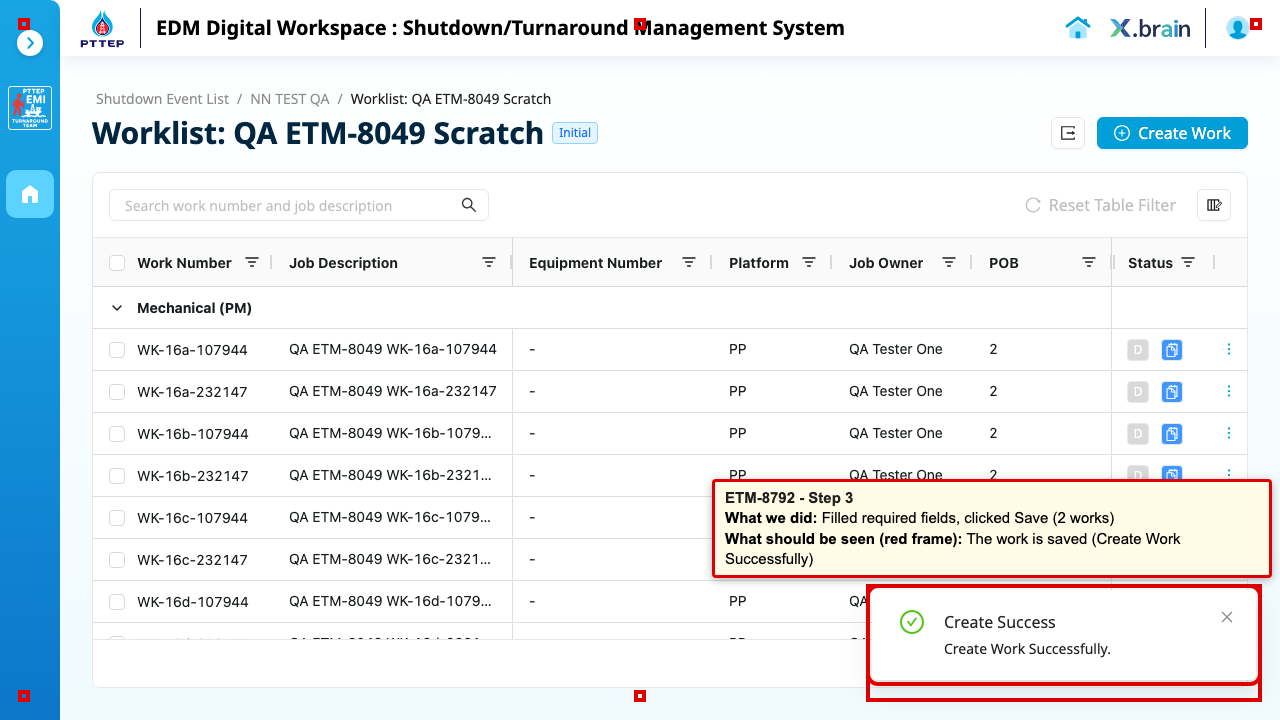 PTTEP
EDM Digital Workspace : Shutdown/Turnaround Management System
X.brain
PTTEP
EMI
TURNAROUND
TEAM
Shutdown Event List / NN TEST QA / Worklist: QA ETM-8049 Scratch
Worklist: QA ETM-8049 Scratch Initial
Create Work
Search work number and job description
Reset Table Filter
Work Number Job Description Equipment Number Platform Job Owner POB Status
Mechanical (PM)
WK-16a-107944 QA ETM-8049 WK-16a-107944 - PP QA Tester One 2 D
WK-16a-232147 QA ETM-8049 WK-16a-232147 - PP QA Tester One 2 D
WK-16b-107944 QA ETM-8049 WK-16b-1079... - PP QA Tester One 2 D
WK-16b-232147 QA ETM-8049 WK-16b-2321... - PP QA Tester One 2 D
WK-16c-107944 QA ETM-8049 WK-16c-1079... -
WK-16c-232147 QA ETM-8049 WK-16c-2321... -
WK-16d-107944 QA ETM-8049 WK-16d-1079... - PP QA
ETM-8792 - Step 3
What we did: Filled required fields, clicked Save (2 works)
What should be seen (red frame): The work is saved (Create Work
Successfully)
Create Success
Create Work Successfully.